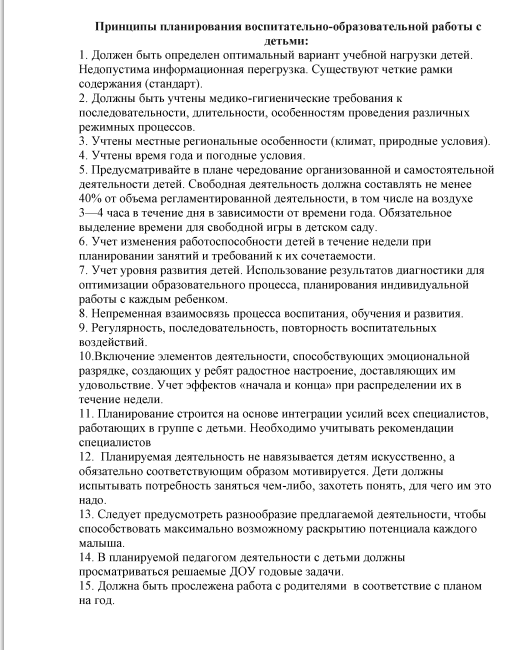 Принципы планирования воспитательно-образовательной работы с
детьми:
1. Должен быть определен оптимальный вариант учебной нагрузки детей.
Недопустима информационная перегрузка. Существуют четкие рамки
содержания (стандарт).
2. Должны быть учтены медико-гигиенические требования к
последовательности, длительности, особенностям проведения различных
режимных процессов.
3. Учтены местные региональные особенности (климат, природные условия).
4. Учтены время года и погодные условия.
5. Предусматривайте в плане чередование организованной и самостоятельной
деятельности детей. Свободная деятельность должна составлять не менее
40% от объема регламентированной деятельности, в том числе на воздухе
3—4 часа в течение дня в зависимости от времени года. Обязательное
выделение времени для свободной игры в детском саду.
6. Учет изменения работоспособности детей в течение недели при
планировании занятий и требований к их сочетаемости.
7. Учет уровня развития детей. Использование результатов диагностики для
оптимизации образовательного процесса, планирования индивидуальной
работы с каждым ребенком.
8. Непременная взаимосвязь процесса воспитания, обучения и развития.
9. Регулярность, последовательность, повторность воспитательных
воздействий.
10.Включение элементов деятельности, способствующих эмоциональной
разрядке, создающих у ребят радостное настроение, доставляющих им
удовольствие. Учет эффектов «начала и конца» при распределении их в
течение недели.
11. Планирование строится на основе интеграции усилий всех специалистов,
работающих в группе с детьми. Необходимо учитывать рекомендации
специалистов
12.  Планируемая деятельность не навязывается детям искусственно, а
обязательно соответствующим образом мотивируется. Дети должны
испытывать потребность заняться чем-либо, захотеть понять, для чего им это
надо.
13. Следует предусмотреть разнообразие предлагаемой деятельности, чтобы
способствовать максимально возможному раскрытию потенциала каждого
малыша.
14. В планируемой педагогом деятельности с детьми должны
просматриваться решаемые ДОУ годовые задачи.
15. Должна быть прослежена работа с родителями  в соответствие с планом
на год.